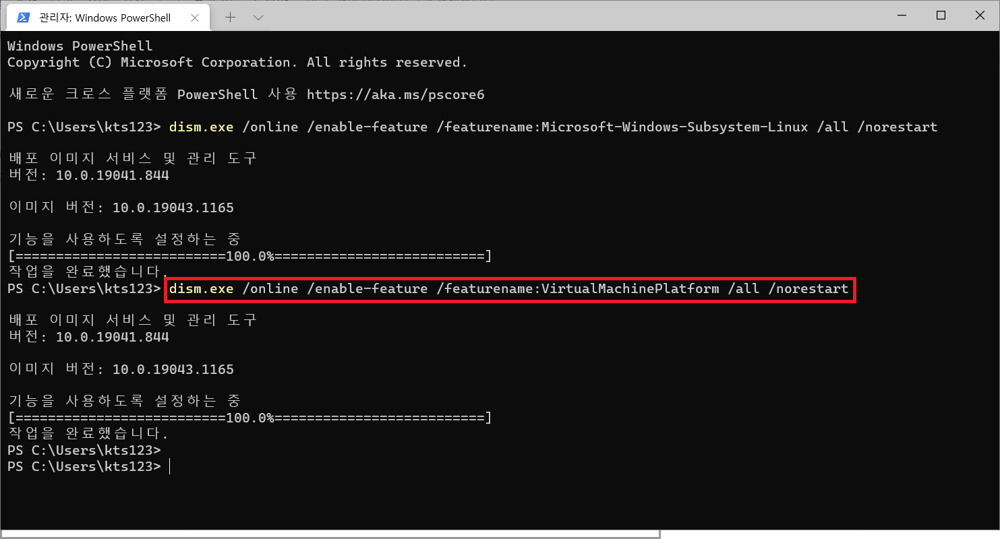 관리자: Windows PowerShell
Windows PowerShell
Copyright (C) Microsoft Corporation. All rights reserved.
새로운 크로스 플랫폼 PowerShell 사용 https://aka.ms/pscore6
PS C:\Users\kts123> dism.exe /online /enable-feature /featurename:Microsoft-Windows-Subsystem-Linux /all /norestart
배포 이미지 서비스 및 관리 도구
버전: 10.0.19041.844
이미지 버전: 10.0.19043.1165
기능을 사용하도록 설정하는 중
[==========================100.0%==========================]
작업을 완료했습니다.
PS C:\Users\kts123> dism.exe /online /enable-feature /featurename:VirtualMachinePlatform /all /norestart
배포 이미지 서비스 및 관리 도구
버전: 10.0.19041.844
이미지 버전: 10.0.19043.1165
기능을 사용하도록 설정하는 중
[==========================100.0%==========================]
작업을 완료했습니다.
PS C:\Users\kts123>
PS C:\Users\kts123>